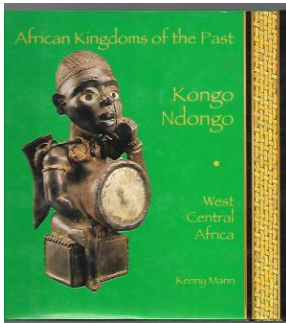 African Kingdoms of the Past
Kongo
Ndongo
West
Central
Africa
Kenny Mann